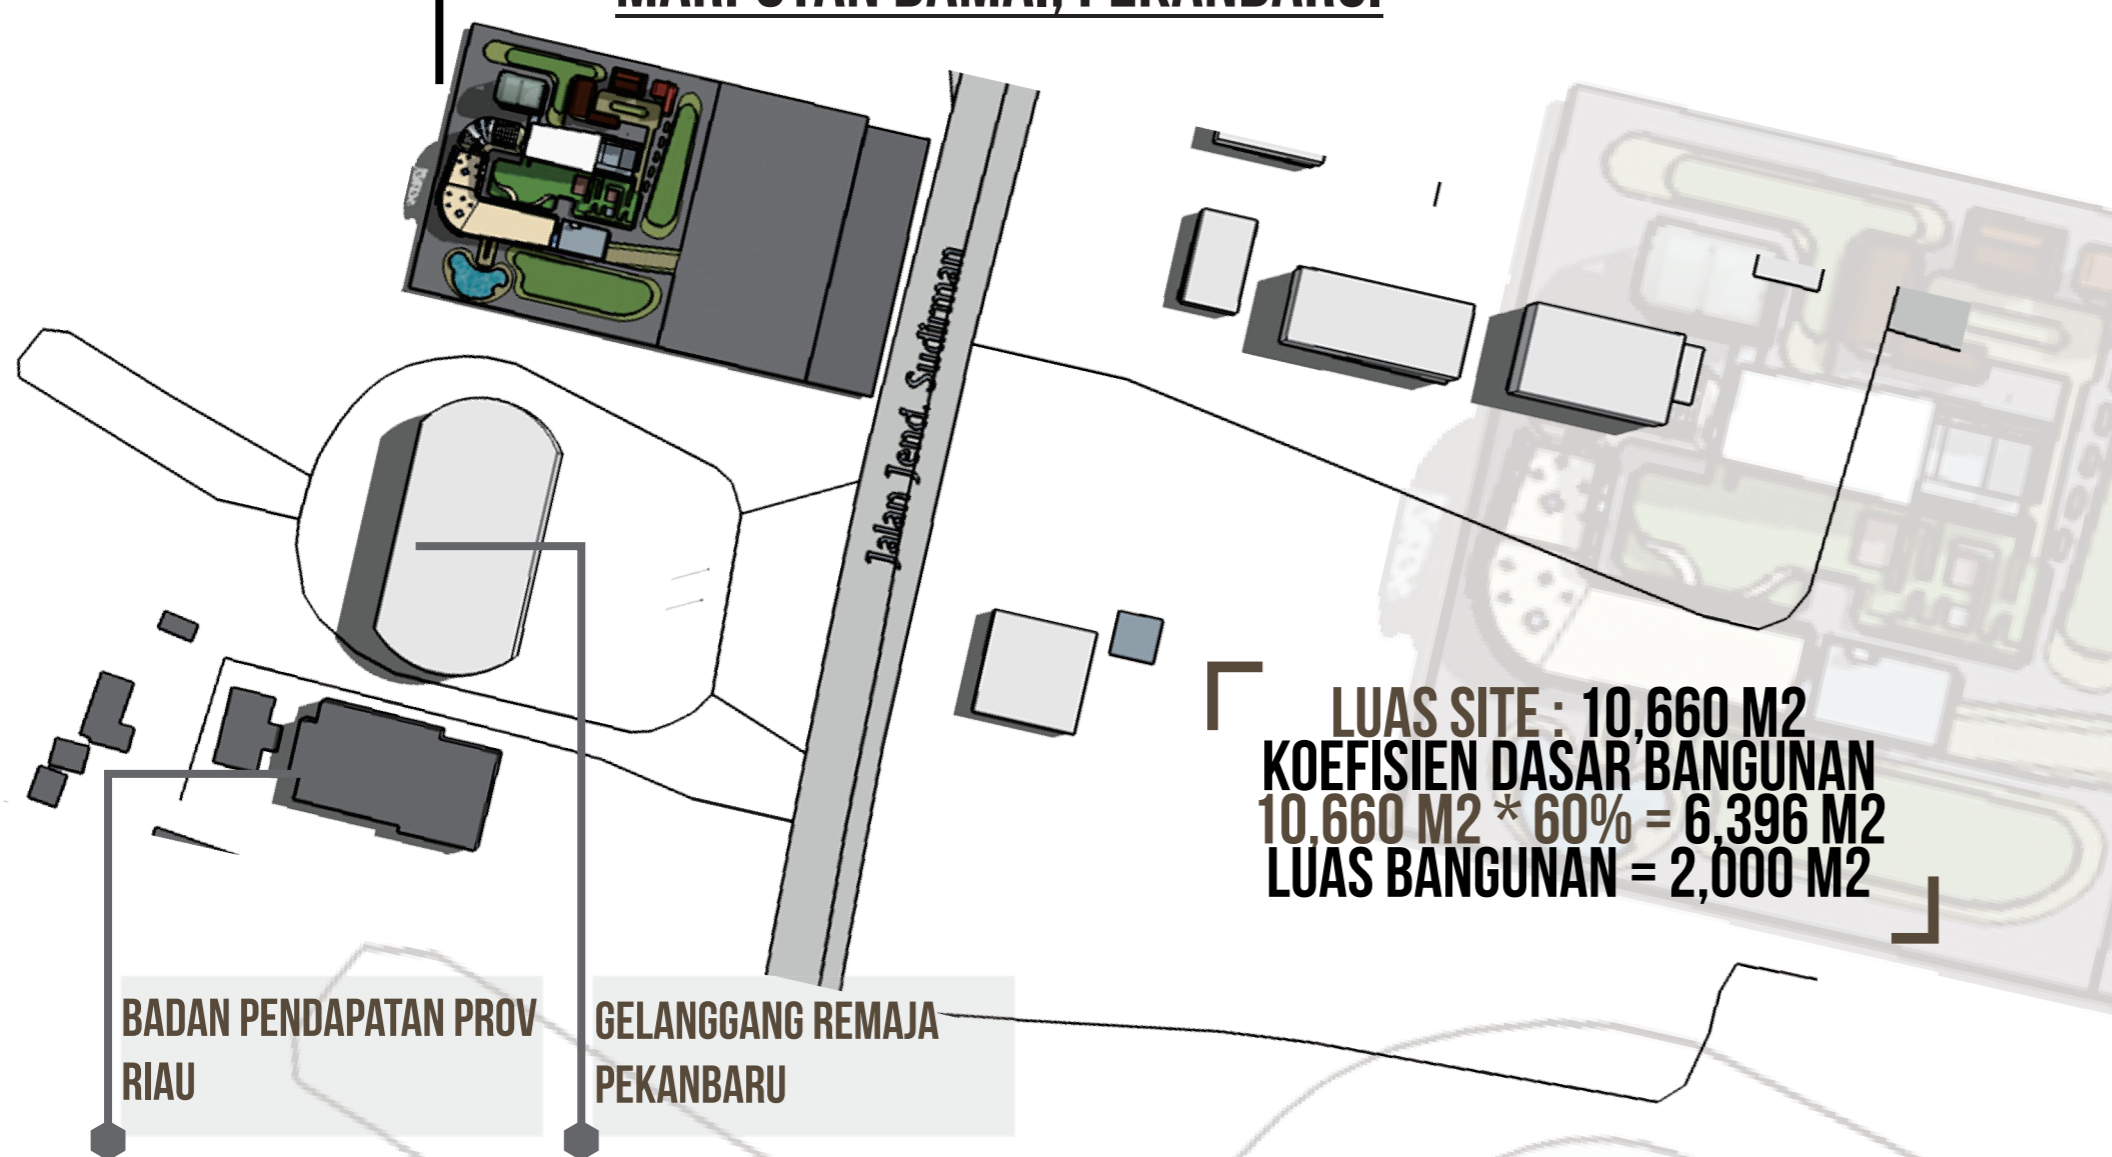 PEKANBARU.
Jalan Jend. Sudirman
LUAS SITE : 10,660 M2
KOEFISIEN DASAR BANGUNAN
10,660 M2 * 60% = 6,396 M2
LUAS BANGUNAN = 2,000 M2
BADAN PENDAPATAN PROV
RIAU
GELANGGANG REMAJA
PEKANBARU